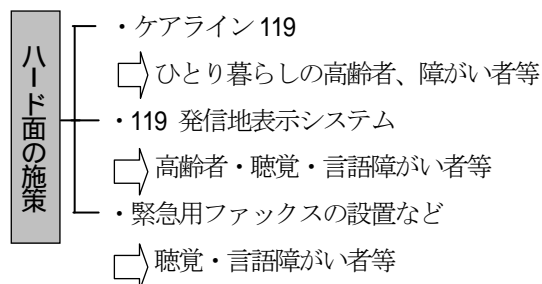 ハード面の施策
・ケアライン 119
ひとり暮らしの高齢者、障がい者等
・119 発信地表示システム
高齢者・聴覚・言語障がい者等
・緊急用ファックスの設置など
聴覚・言語障がい者等